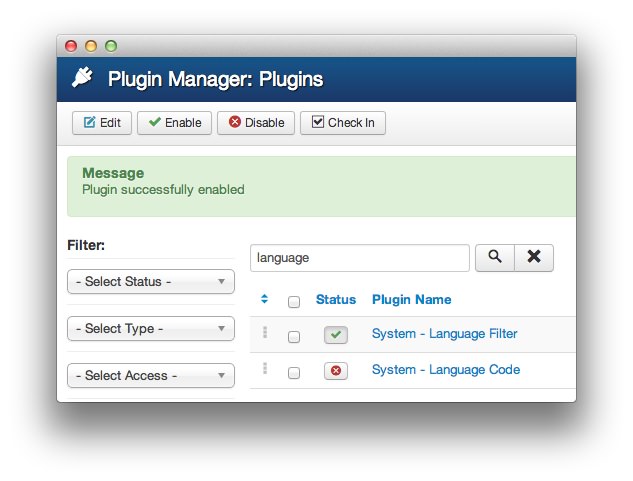 Plugin Manager: Plugins
Edit Enable Disable Check In
Message
Plugin successfully enabled
Filter:
language
- Select Status -
Status Plugin Name
- Select Type -
System - Language Filter
- Select Access -
System - Language Code